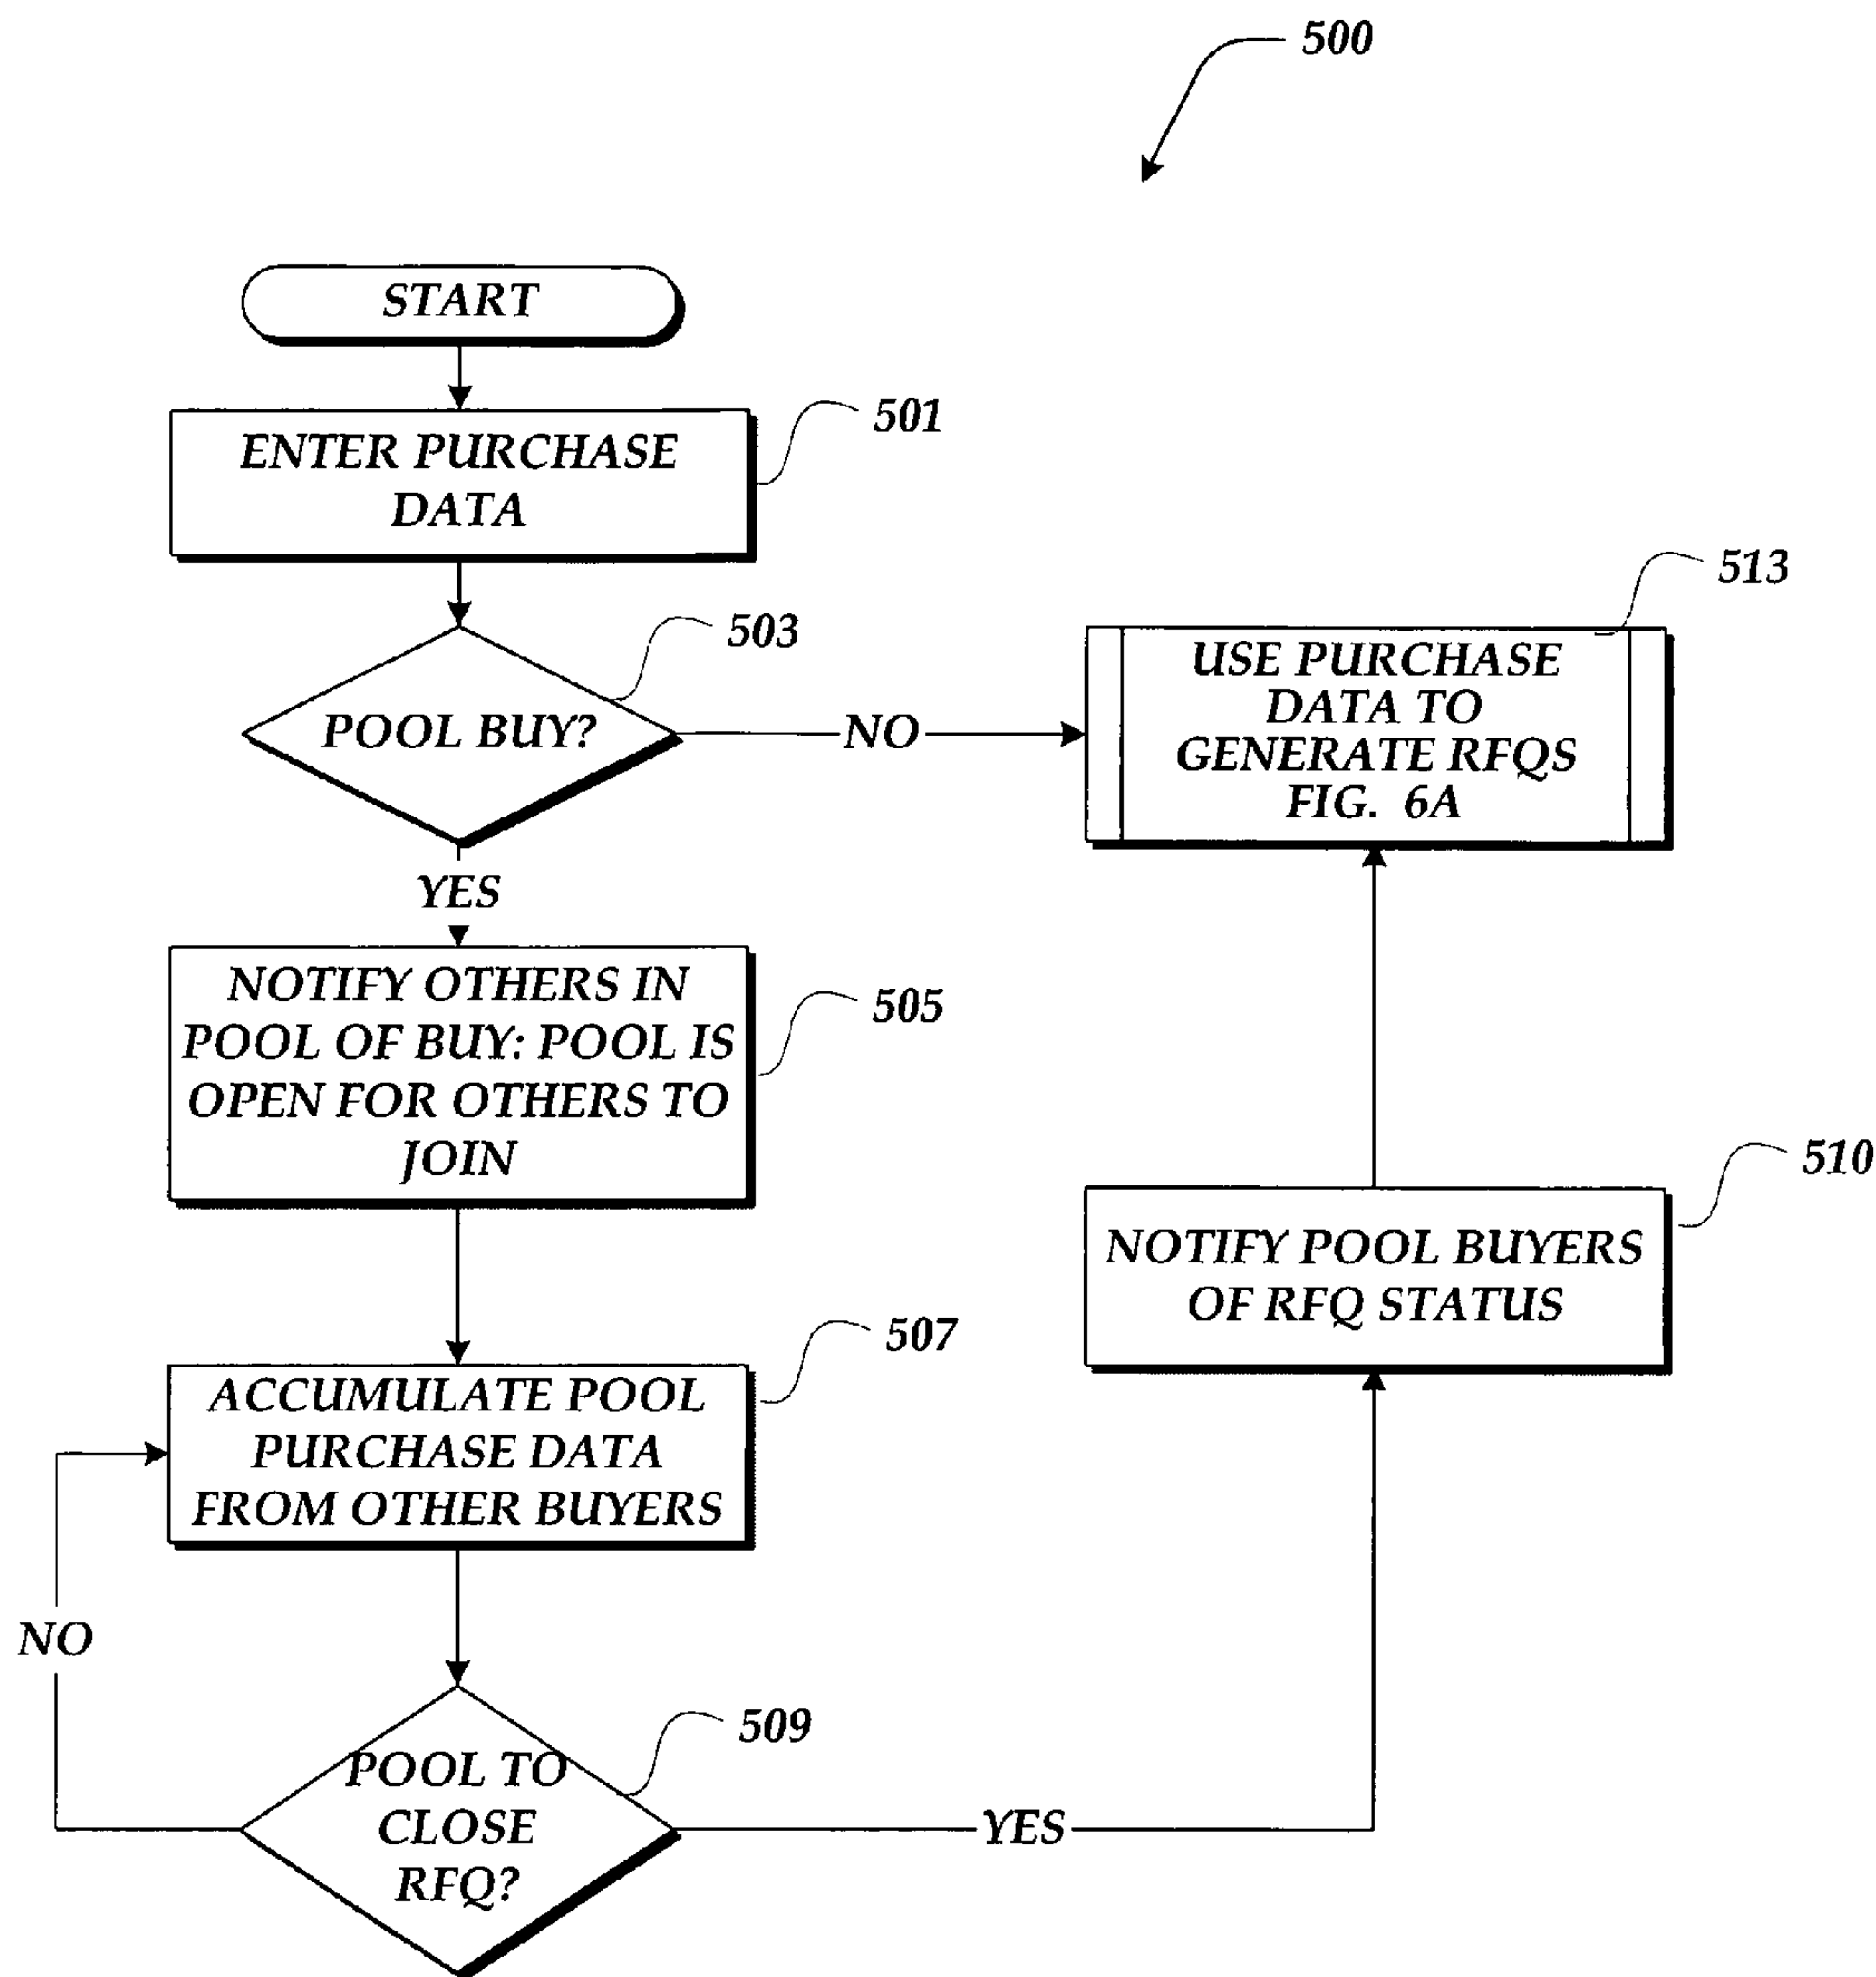 500
START
501
ENTER PURCHASE
DATA
503
POOL BUY?
NO
513
USE PURCHASE
DATA TO
GENERATE RFQS
FIG. 6A
YES
505
NOTIFY OTHERS IN
POOL OF BUY: POOL IS
OPEN FOR OTHERS TO
JOIN
510
NOTIFY POOL BUYERS
OF RFQ STATUS
507
ACCUMULATE POOL
PURCHASE DATA
FROM OTHER BUYERS
NO
509
POOL TO
CLOSE
RFQ?
YES